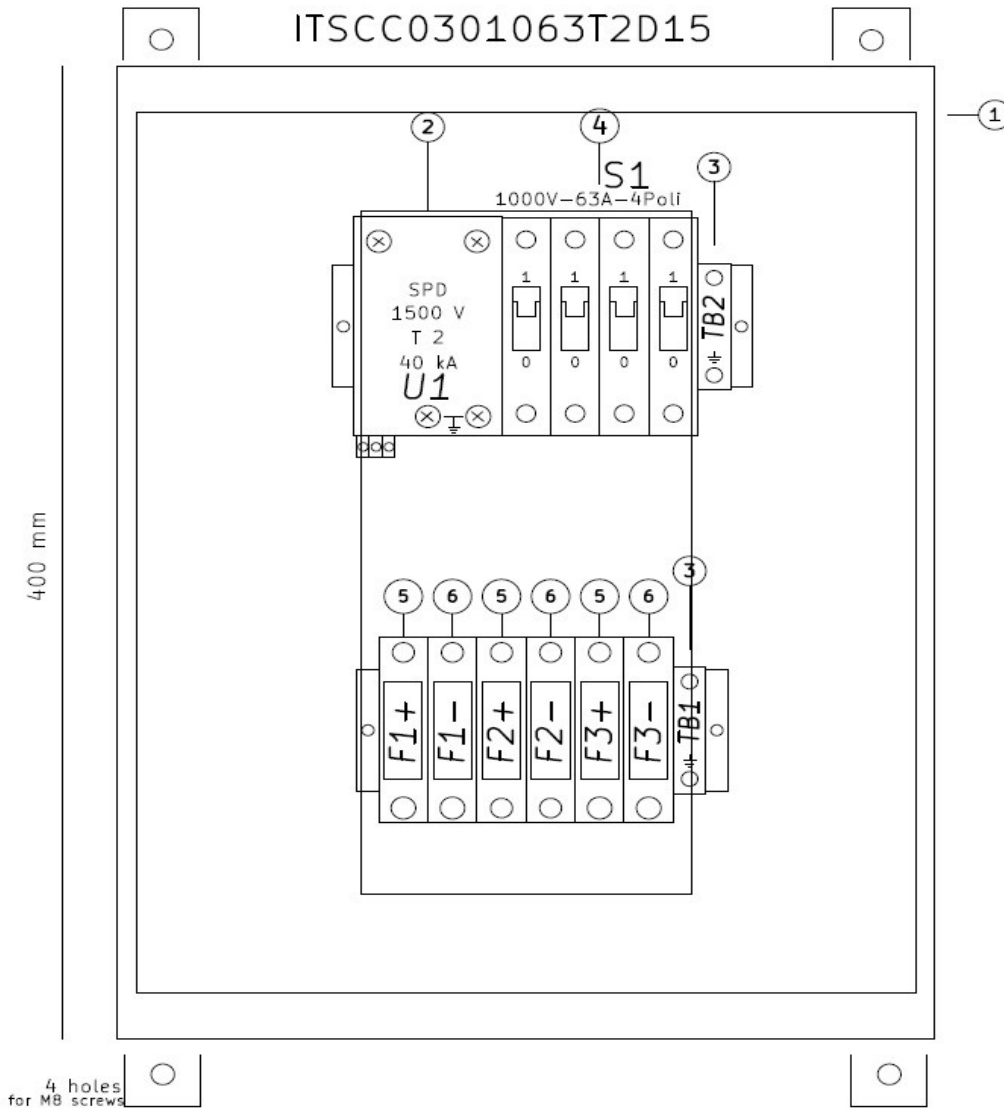 ITSCC0301063T2D15
1
2
4
3
S1
1000V-63A-4Poli
SPD
1500 V
T 2
40 kA
U1
1 1 1 1
0 0 0 0
TB2
400 mm
5 6 5 6 5 6
3
F1+ F1- F2+ F2- F3+ F3-
TB1
4 holes
for M8 screws